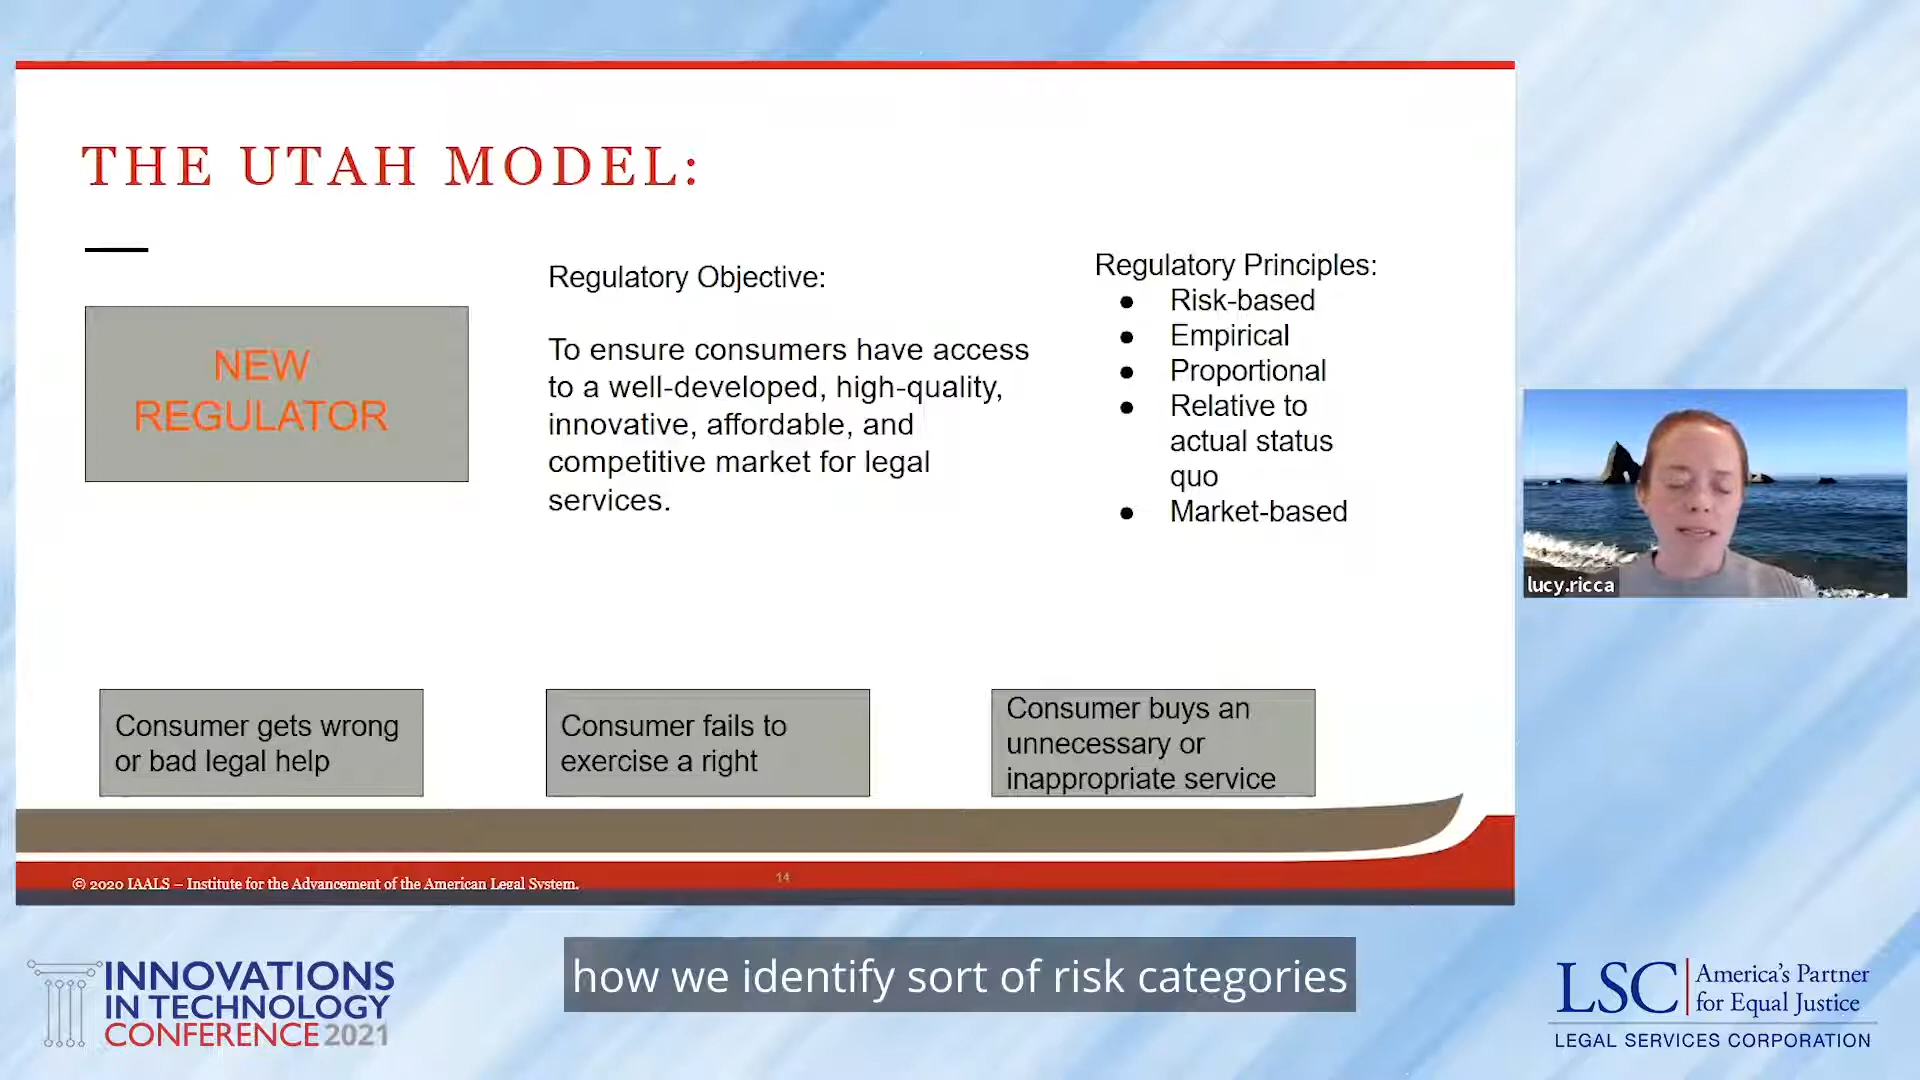 THE UTAH MODEL:
NEW
REGULATOR
Regulatory Objective:
To ensure consumers have access
to a well-developed, high-quality,
innovative, affordable, and
competitive market for legal
services.
Regulatory Principles:
● Risk-based
● Empirical
● Proportional
● Relative to
actual status
quo
● Market-based
lucy.ricca
Consumer gets wrong
or bad legal help
Consumer fails to
exercise a right
Consumer buys an
unnecessary or
inappropriate service
© 2020 IAALS – Institute for the Advancement of the American Legal System.
14
how we identify sort of risk categories
INNOVATIONS
IN TECHNOLOGY
CONFERENCE 2021
LSC
America's Partner
for Equal Justice
LEGAL SERVICES CORPORATION